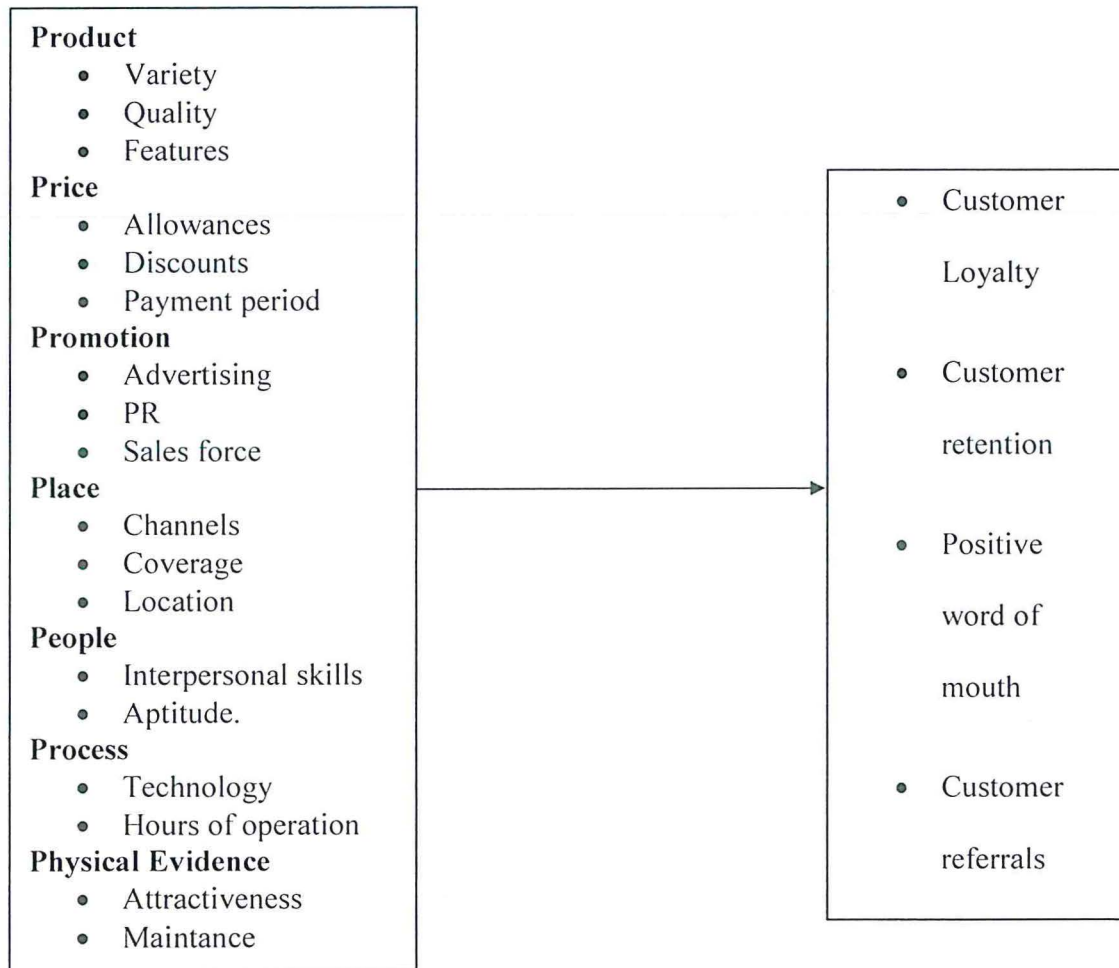 Product
• Variety
• Quality
• Features
Price
• Allowances
• Discounts
• Payment period
Promotion
• Advertising
• PR
• Sales force
Place
• Channels
• Coverage
• Location
People
• Interpersonal skills
• Aptitude.
Process
• Technology
• Hours of operation
Physical Evidence
• Attractiveness
• Maintance
• Customer
Loyalty
• Customer
retention
• Positive
word of
mouth
• Customer
referrals